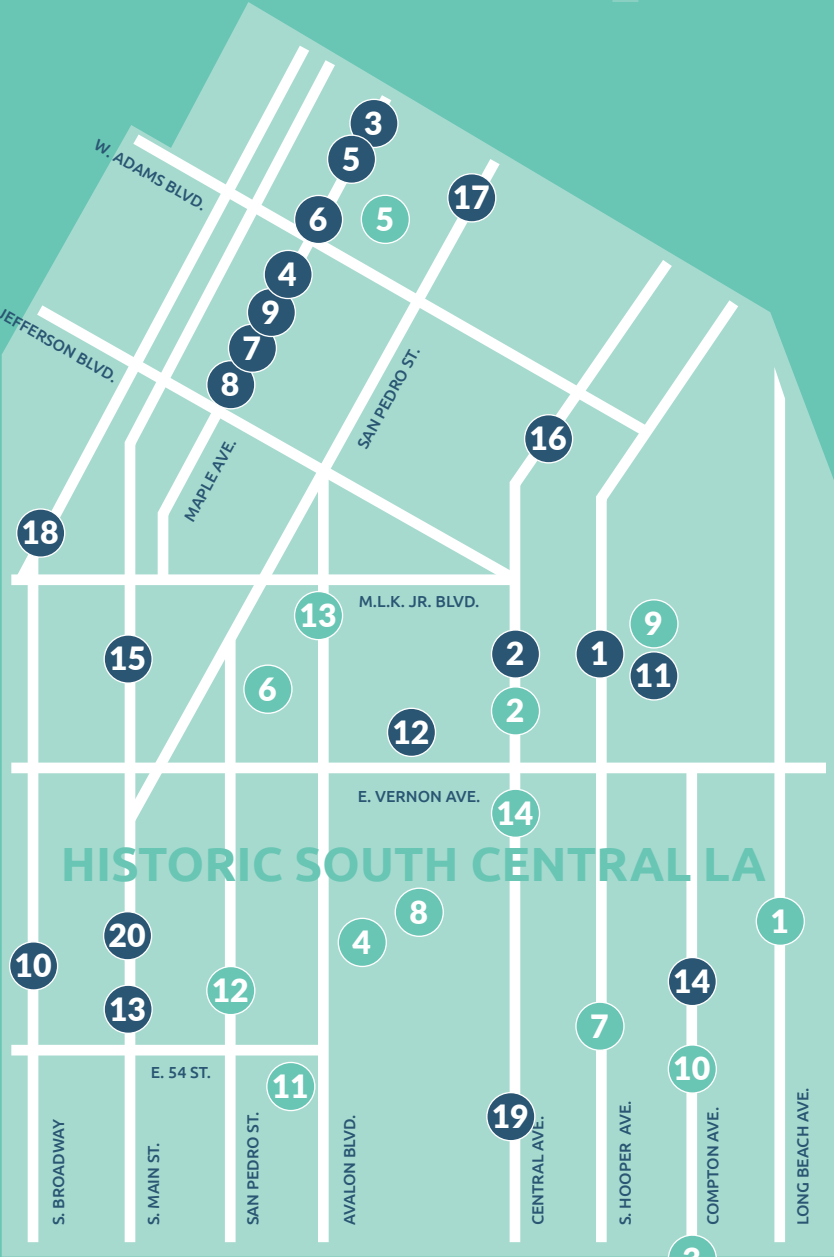 3
5
W. ADAMS BLVD.
17
6
5
4
9
JEFFERSON BLVD.
7
8
SAN PEDRO ST.
16
MAPLE AVE.
18
M.L.K. JR. BLVD.
13
9
15
2
1
11
6
2
12
E. VERNON AVE.
14
HISTORIC SOUTH CENTRAL LA
8
1
20
4
10
14
12
13
7
E. 54 ST.
10
11
19
S. BROADWAY
S. MAIN ST.
SAN PEDRO ST.
AVALON BLVD.
CENTRAL AVE.
S. HOOPER AVE.
COMPTON AVE.
LONG BEACH AVE.